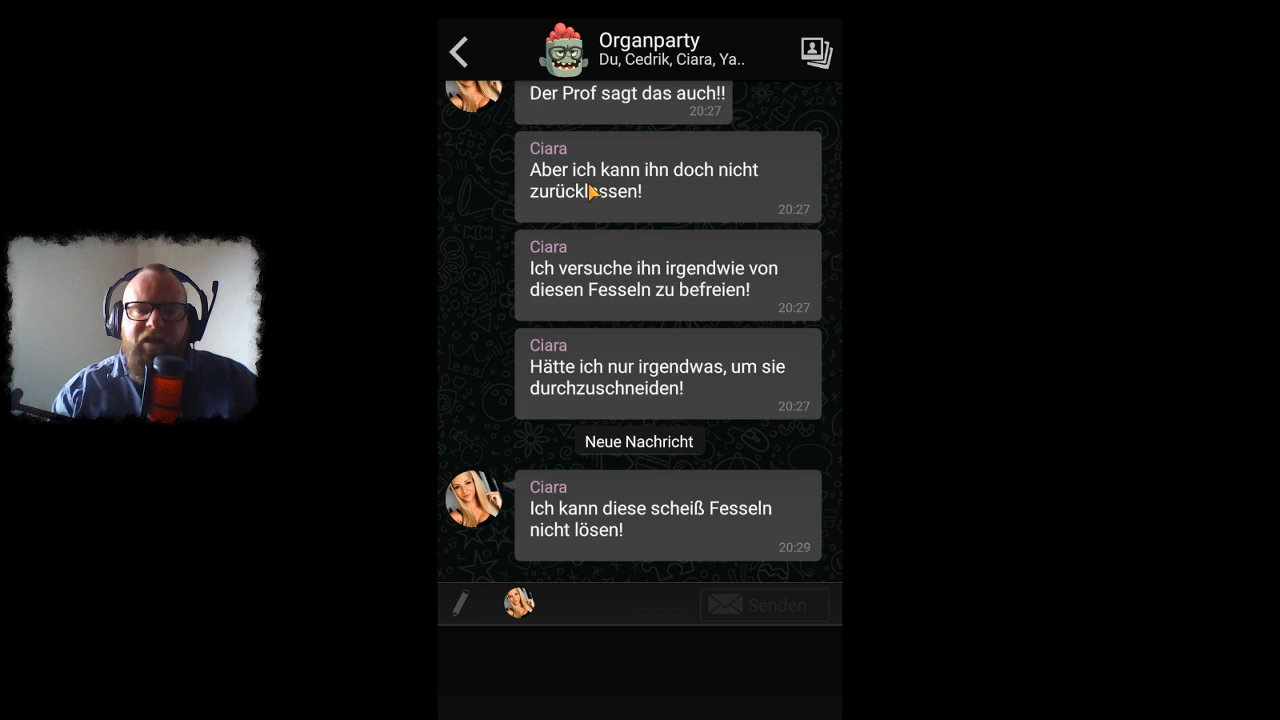 Organparty
Du, Cedrik, Ciara, Ya..
Der Prof sagt das auch!!
20:27
Ciara
Aber ich kann ihn doch nicht
zurücklassen!
20:27
Ciara
Ich versuche ihn irgendwie von
diesen Fesseln zu befreien!
20:27
Ciara
Hätte ich nur irgendwas, um sie
durchzuschneiden!
20:27
Neue Nachricht
Ciara
Ich kann diese scheiß Fesseln
nicht lösen!
20:29
Senden